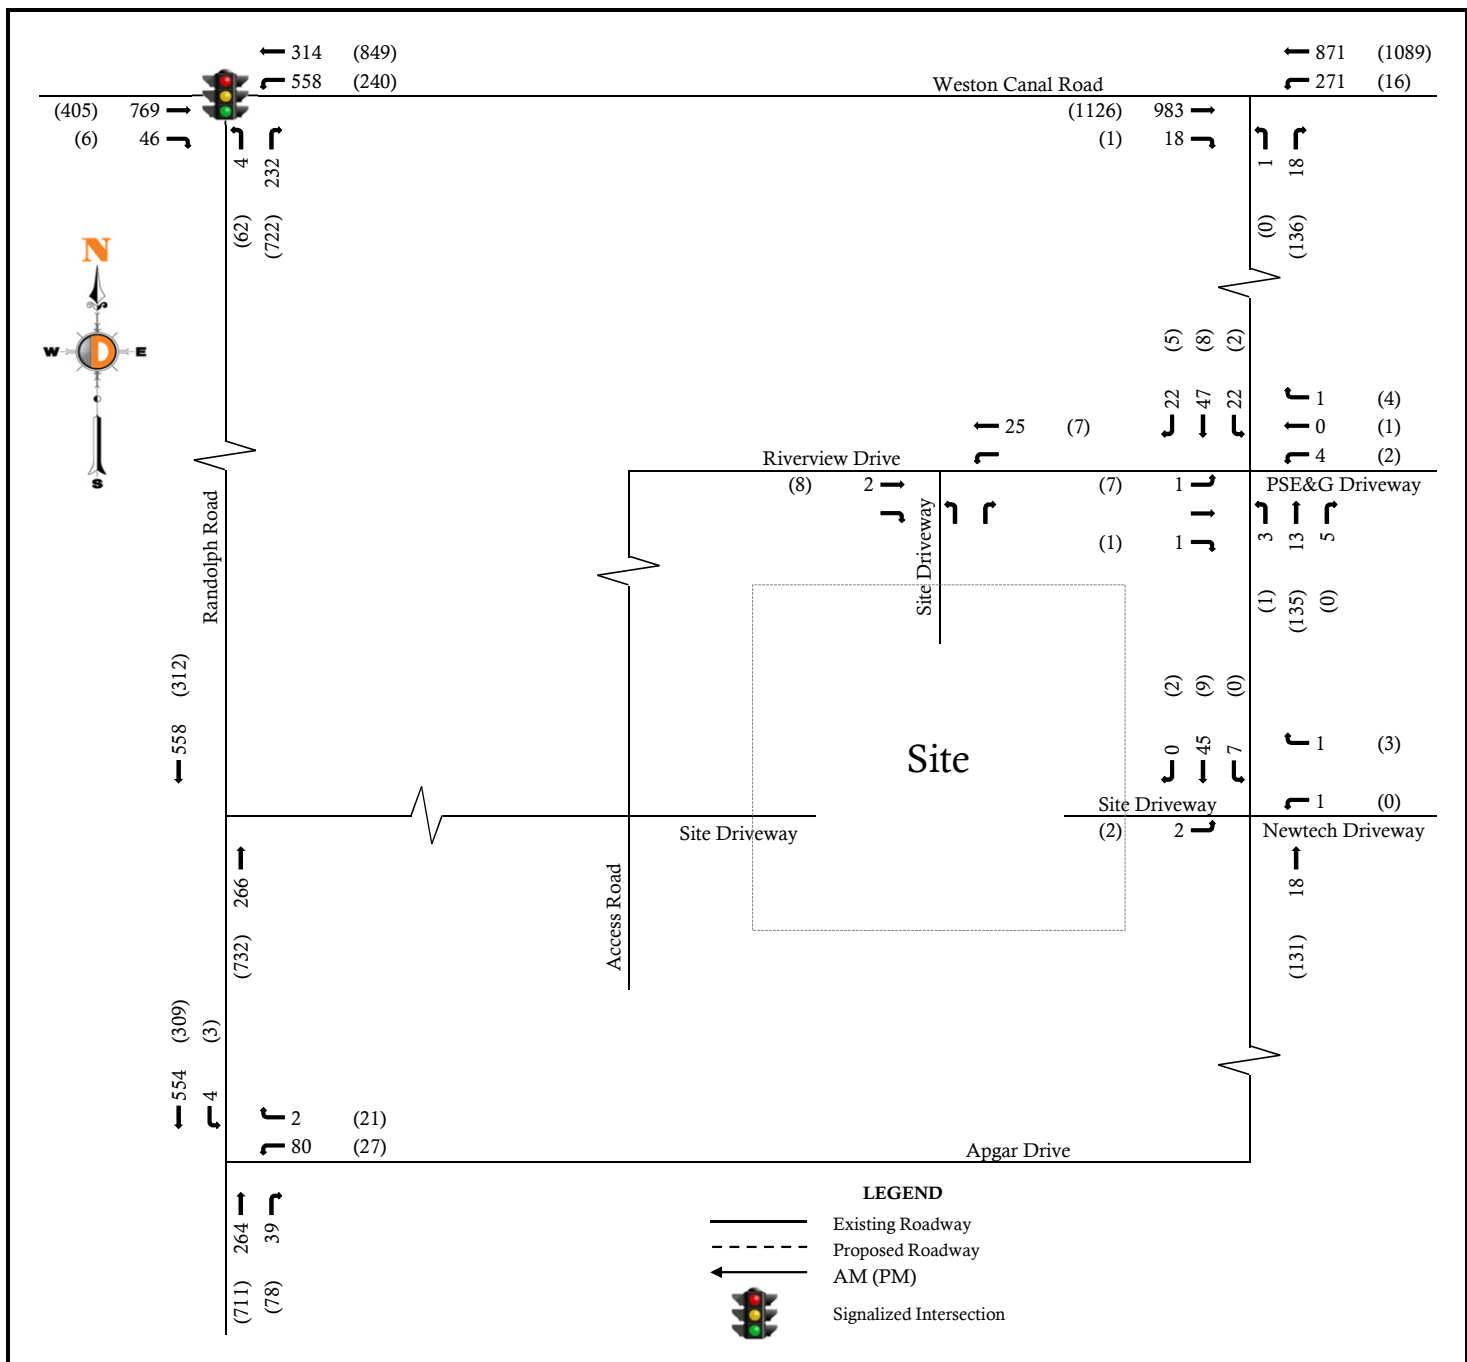 314 (849)
558 (240)
871 (1089)
271 (16)
Weston Canal Road
(405) 769
(6) 46
(1126) 983
(1) 18
4 232
(62) (722)
1 18
(0) (136)
N
W D E
S
(5) (8) (2)
22 47 22
1 (4)
0 (1)
4 (2)
25 (7)
Riverview Drive
(8) 2
(7) 1
PSE&G Driveway
(1) 1
3 13 5
(1) (135) (0)
Randolph Road
Site Driveway
(312)
558
(2) (9) (0)
0 45 7
1 (3)
Site
Site Driveway
1 (0)
Site Driveway
(2) 2
Newtech Driveway
266
(732)
18
(131)
Access Road
(309) (3)
554 4
2 (21)
80 (27)
Apgar Drive
264 39
(711) (78)
LEGEND
Existing Roadway
Proposed Roadway
AM (PM)
Signalized Intersection